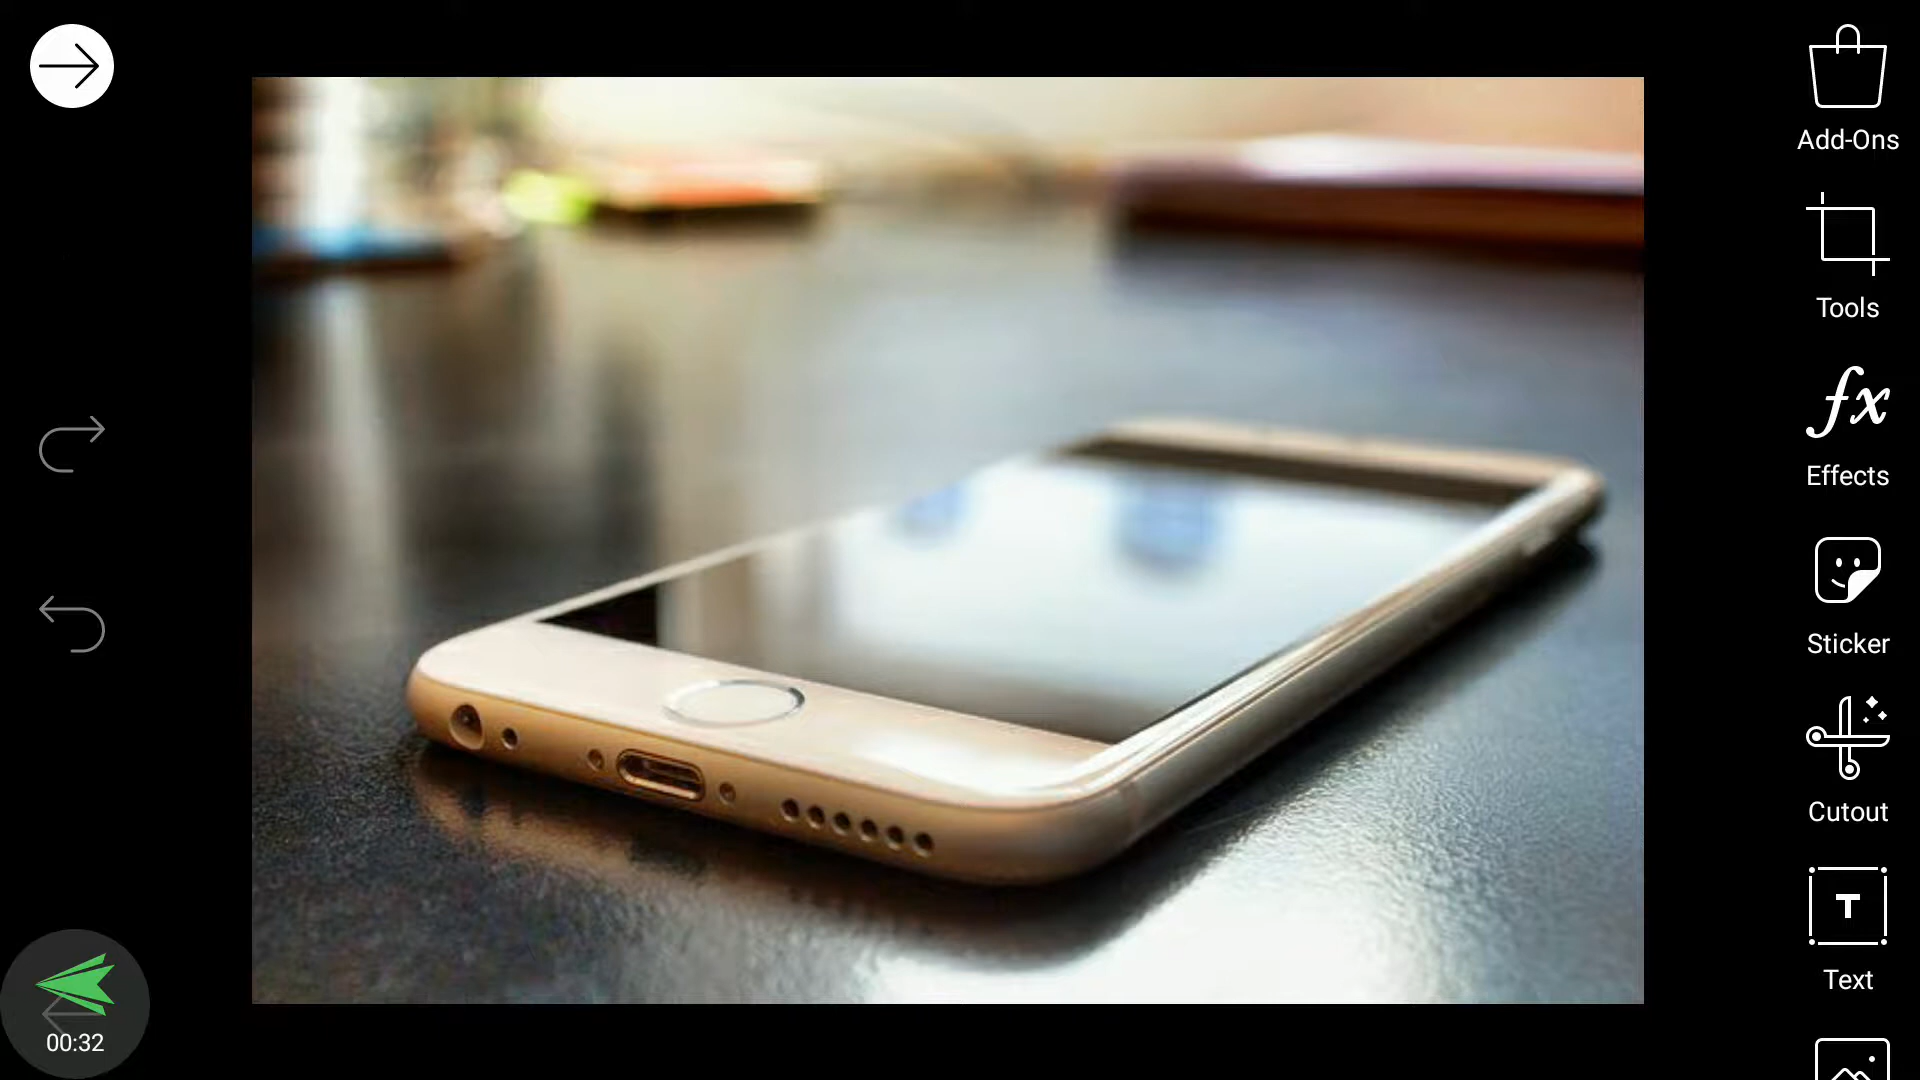 Add-Ons
Tools
fx
Effects
Sticker
Cutout
T
Text
00:32